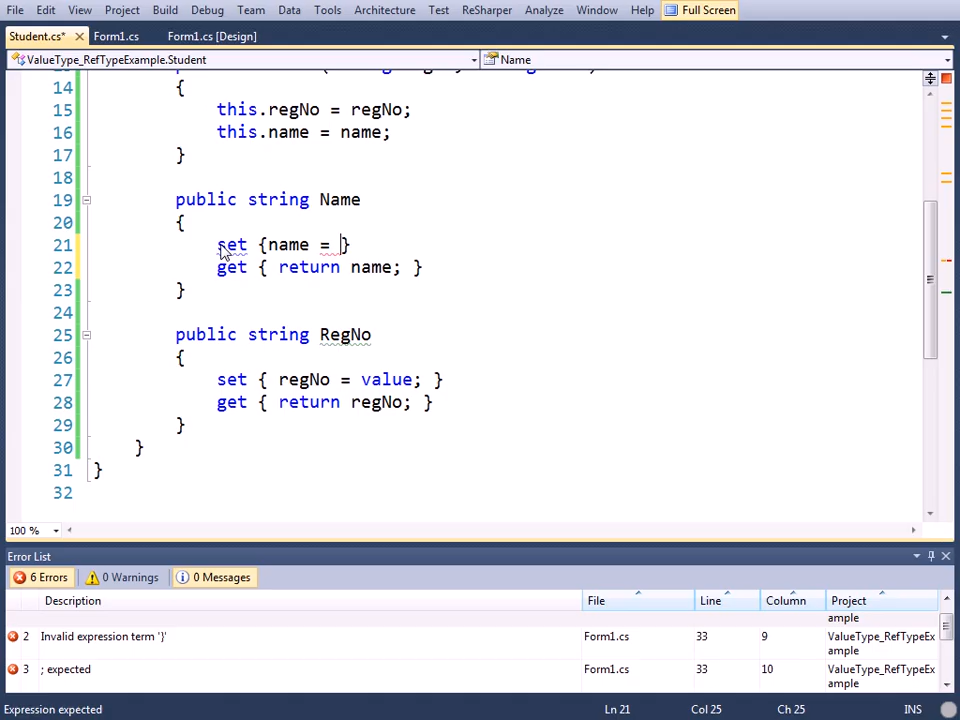 File Edit View Project Build Debug Team Data Tools Architecture Test ReSharper Analyze Window Help Full Screen
Student.cs* Form1.cs Form1.cs [Design]
ValueType_RefTypeExample.Student Name
14 {
15 this.regNo = regNo;
16 this.name = name;
17 }
18
19 public string Name
20 {
21 set {name = }
22 get { return name; }
23 }
24
25 public string RegNo
26 {
27 set { regNo = value; }
28 get { return regNo; }
29 }
30 }
31 }
32
100 %
Error List
6 Errors 0 Warnings 0 Messages
Description File Line Column Project
ample
2 Invalid expression term '}' Form1.cs 33 9 ValueType_RefTypeEx
ample
3 ; expected Form1.cs 33 10 ValueType_RefTypeEx
ample
Expression expected Ln 21 Col 25 Ch 25 INS